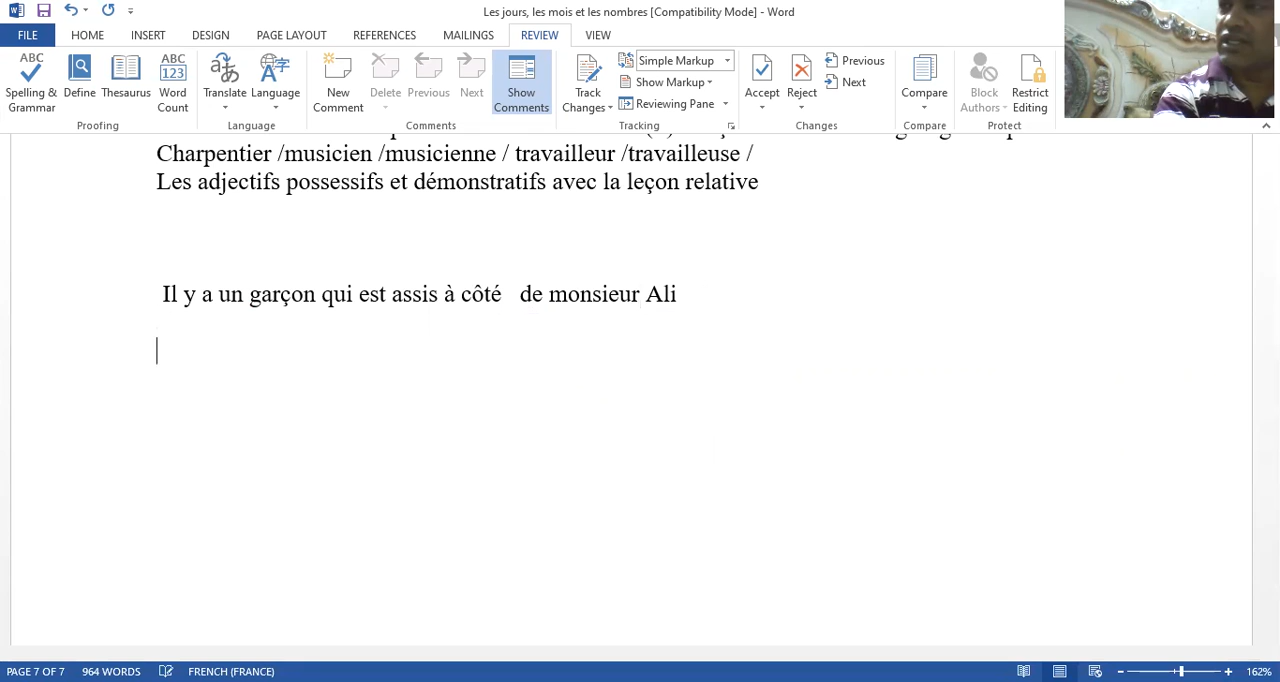 Les jours, les mois et les nombres [Compatibility Mode] - Word
FILE HOME INSERT DESIGN PAGE LAYOUT REFERENCES MAILINGS REVIEW VIEW
ABC ABC 123 Simple Markup Previous
Show Markup Next
Reviewing Pane
Spelling & Grammar Define Thesaurus Word Count Translate Language New Comment Delete Previous Next Show Comments Track Changes Accept Reject Compare Block Authors Restrict Editing
Proofing Language Comments Tracking Changes Compare Protect
Charpentier /musicien /musicienne / travailleur /travailleuse /
Les adjectifs possessifs et démonstratifs avec la leçon relative
Il y a un garçon qui est assis à côté de monsieur Ali
PAGE 7 OF 7 964 WORDS FRENCH (FRANCE) 162%